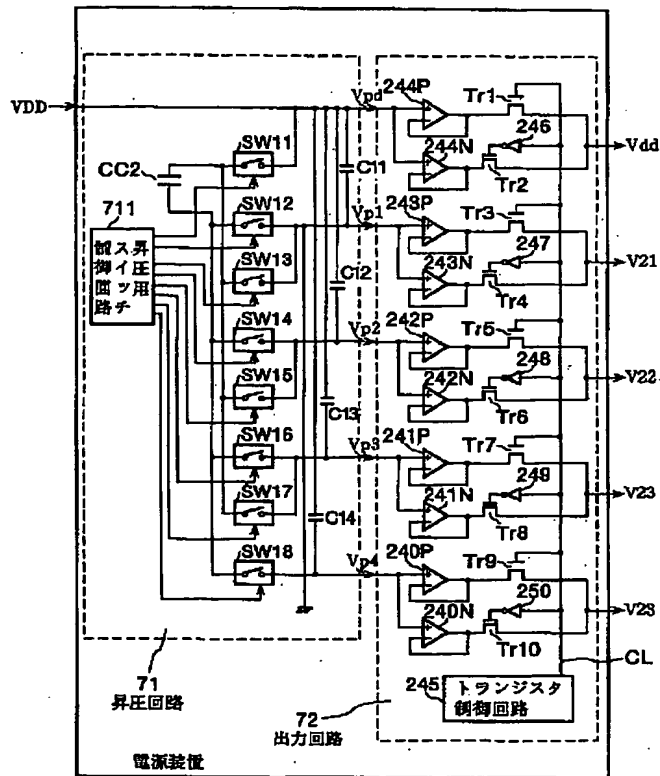 VDD
Vpd
244P
Tr1
246
Vdd
244N
Tr2
CC2
SW11
C11
711
昇圧用
スイッチ
制御回路
SW12
Vp1
243P
Tr3
247
V21
SW13
C12
243N
Tr4
SW14
Vp2
242P
Tr5
248
V22
SW15
242N
Tr6
C13
SW16
Vp3
241P
Tr7
249
V23
SW17
C14
241N
Tr8
SW18
Vp4
240P
Tr9
250
V2S
240N
Tr10
CL
71
昇圧回路
245
トランジスタ
制御回路
72
出力回路
電源装置